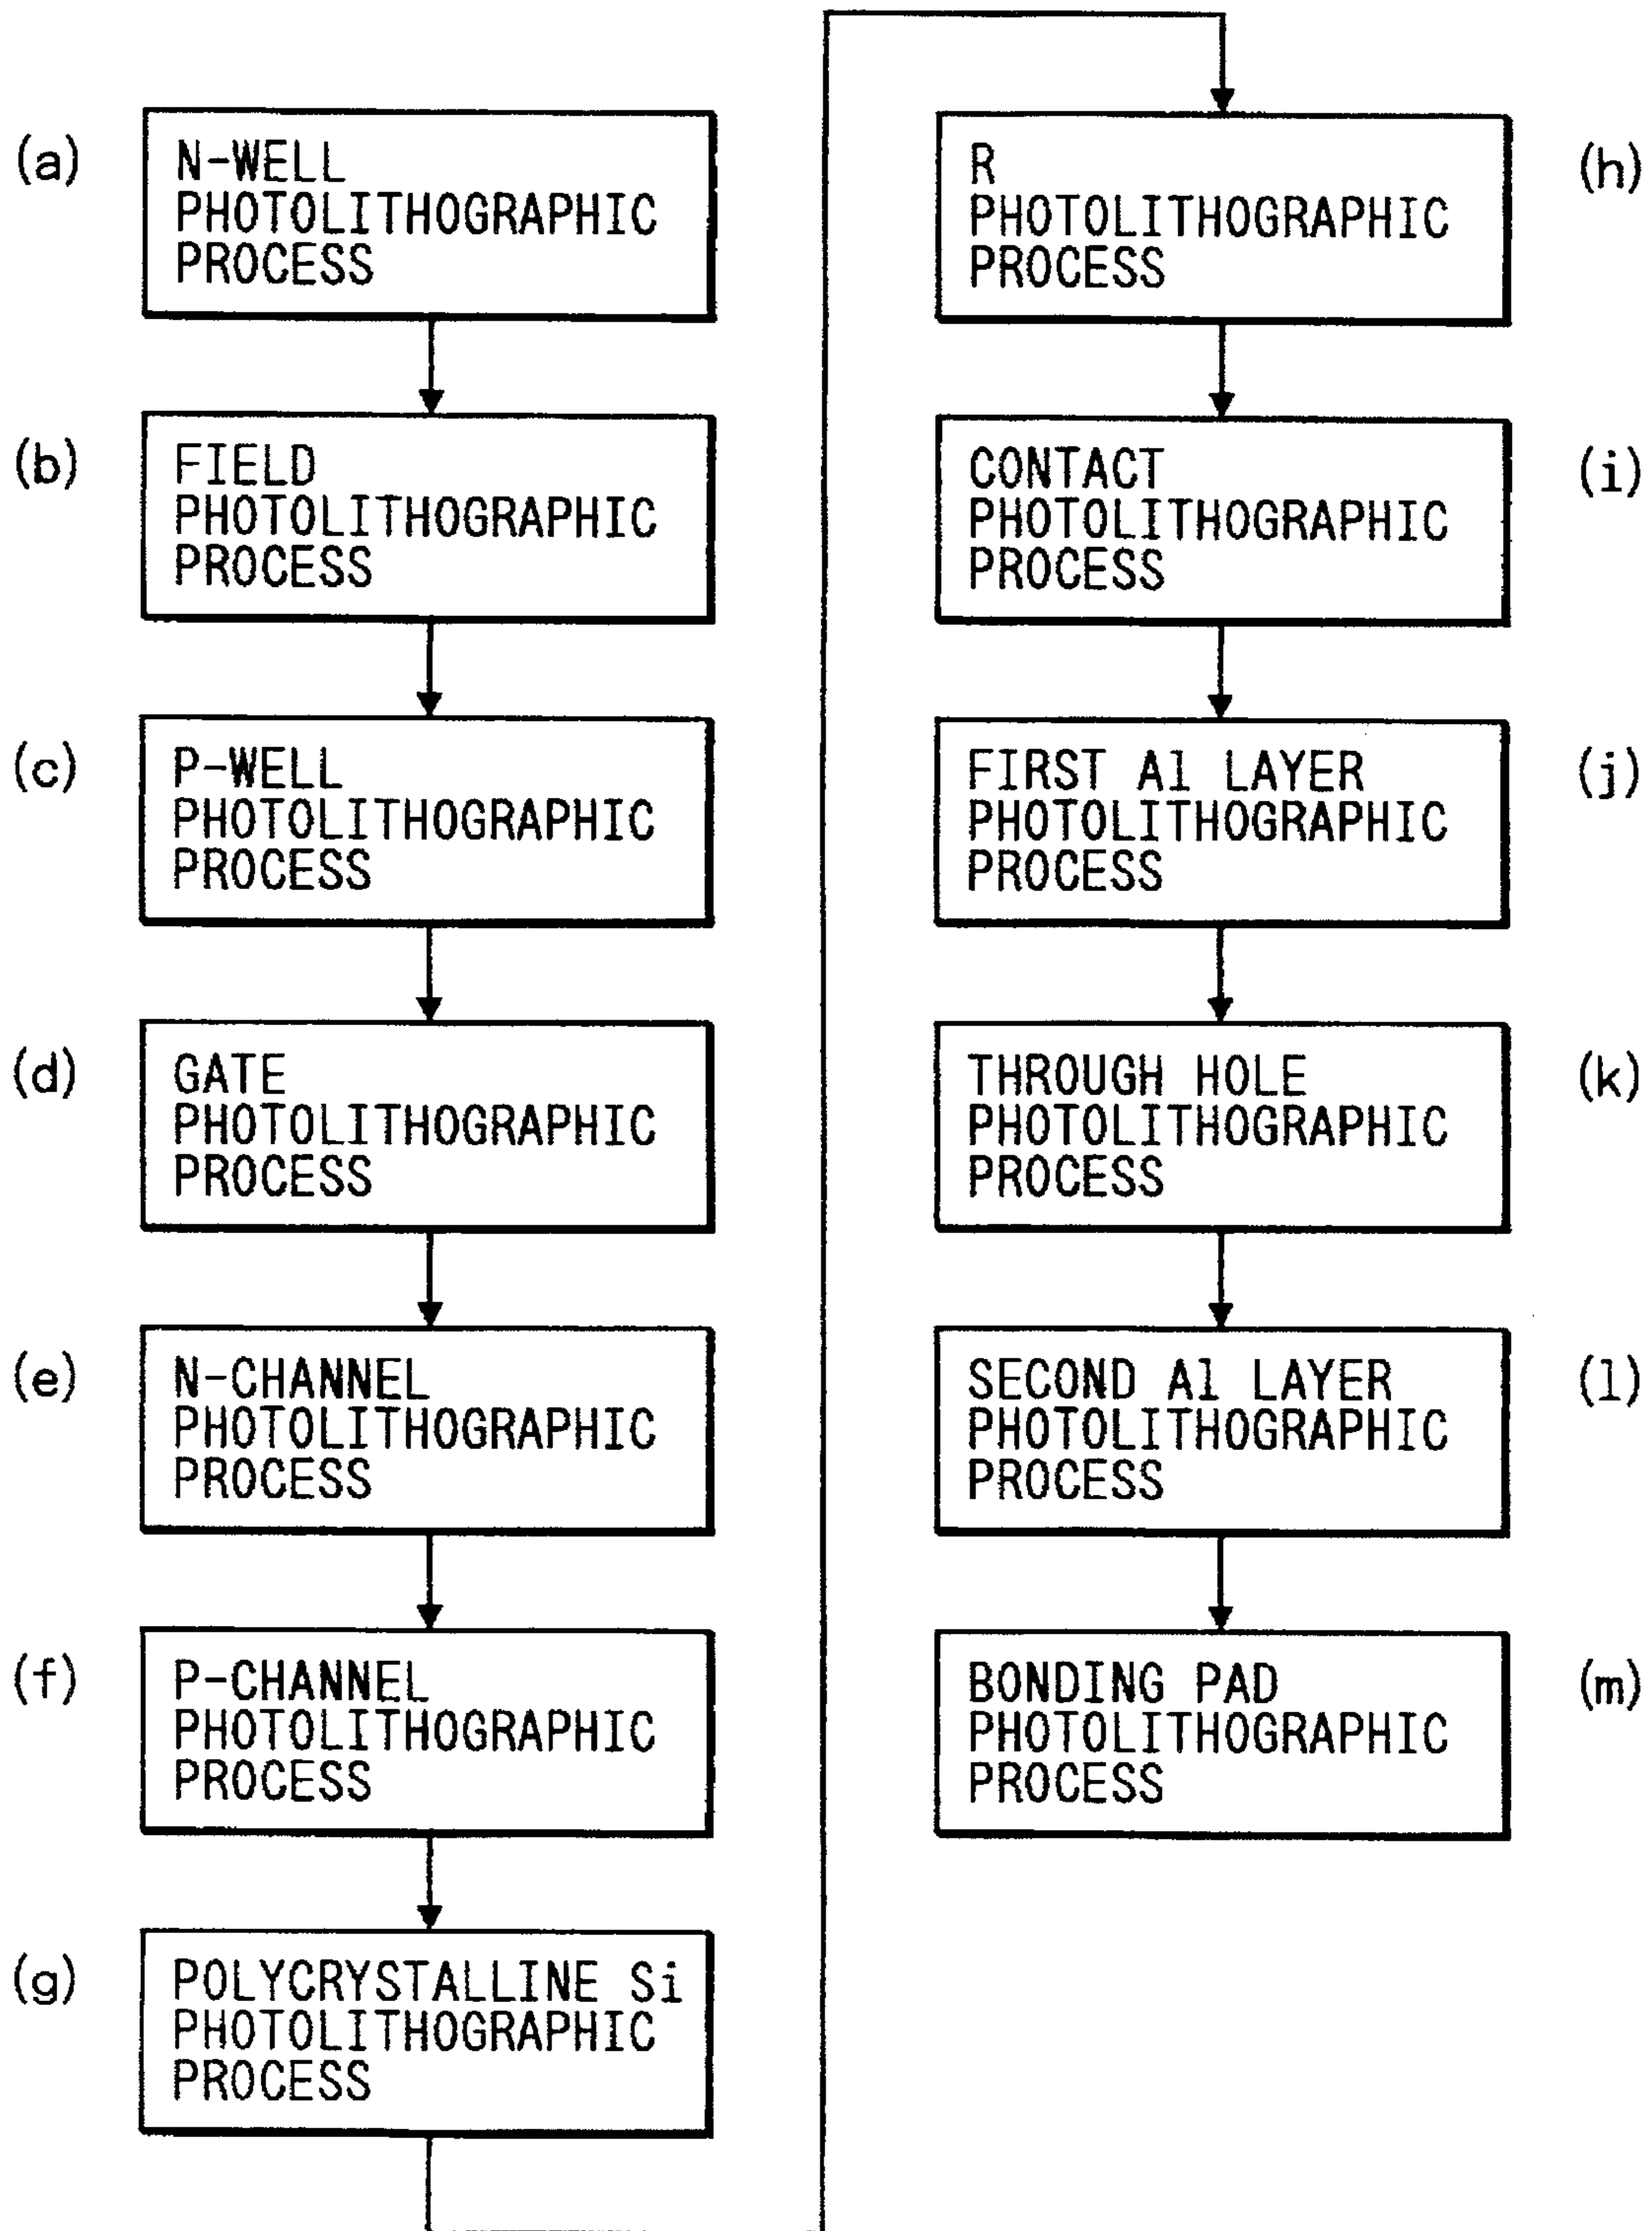 (a)
N-WELL
PHOTOLITHOGRAPHIC
PROCESS
(b)
FIELD
PHOTOLITHOGRAPHIC
PROCESS
(c)
P-WELL
PHOTOLITHOGRAPHIC
PROCESS
(d)
GATE
PHOTOLITHOGRAPHIC
PROCESS
(e)
N-CHANNEL
PHOTOLITHOGRAPHIC
PROCESS
(f)
P-CHANNEL
PHOTOLITHOGRAPHIC
PROCESS
(g)
POLYCRYSTALLINE Si
PHOTOLITHOGRAPHIC
PROCESS
(h)
R
PHOTOLITHOGRAPHIC
PROCESS
(i)
CONTACT
PHOTOLITHOGRAPHIC
PROCESS
(j)
FIRST Al LAYER
PHOTOLITHOGRAPHIC
PROCESS
(k)
THROUGH HOLE
PHOTOLITHOGRAPHIC
PROCESS
(l)
SECOND Al LAYER
PHOTOLITHOGRAPHIC
PROCESS
(m)
BONDING PAD
PHOTOLITHOGRAPHIC
PROCESS